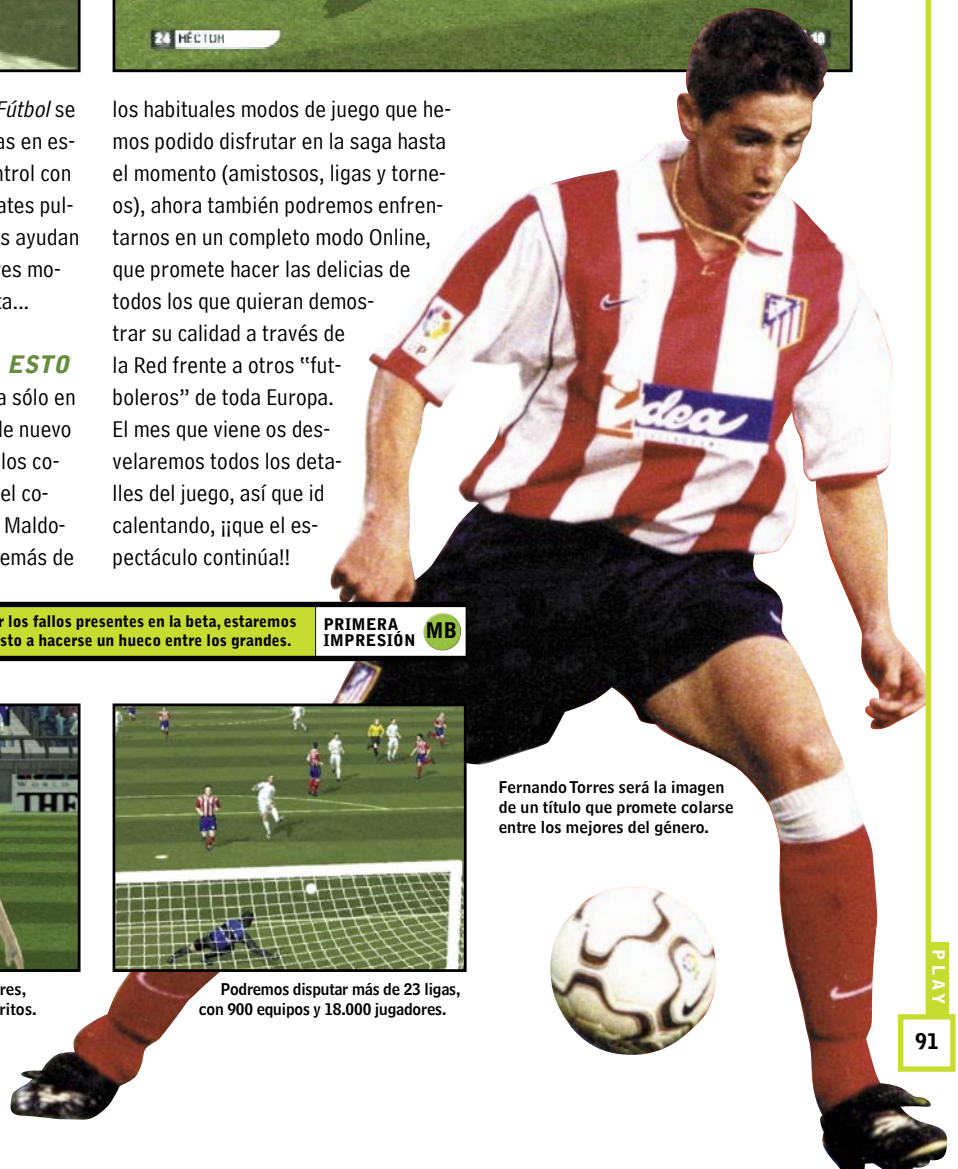 24 HÉCTOR
10
Fútbol se
as en es-
ntrol con
ates pul-
s ayudan
es mo-
ta...
ESTO
a sólo en
de nuevo
los co-
el co-
Maldo-
emás de
los habituales modos de juego que he-
mos podido disfrutar en la saga hasta
el momento (amistosos, ligas y torne-
os), ahora también podremos enfren-
tarnos en un completo modo Online,
que promete hacer las delicias de
todos los que quieran demos-
trar su calidad a través de
la Red frente a otros “fut-
boleros” de toda Europa.
El mes que viene os des-
velaremos todos los deta-
lles del juego, así que id
calentando, ¡¡que el es-
pectáculo continúa!!
r los fallos presentes en la beta, estaremos
sto a hacerse un hueco entre los grandes.
PRIMERA
IMPRESIÓN
MB
Idea
WORLD
THE
res,
ritos.
Podremos disputar más de 23 ligas,
con 900 equipos y 18.000 jugadores.
Fernando Torres será la imagen
de un título que promete colarse
entre los mejores del género.
PLAY
91